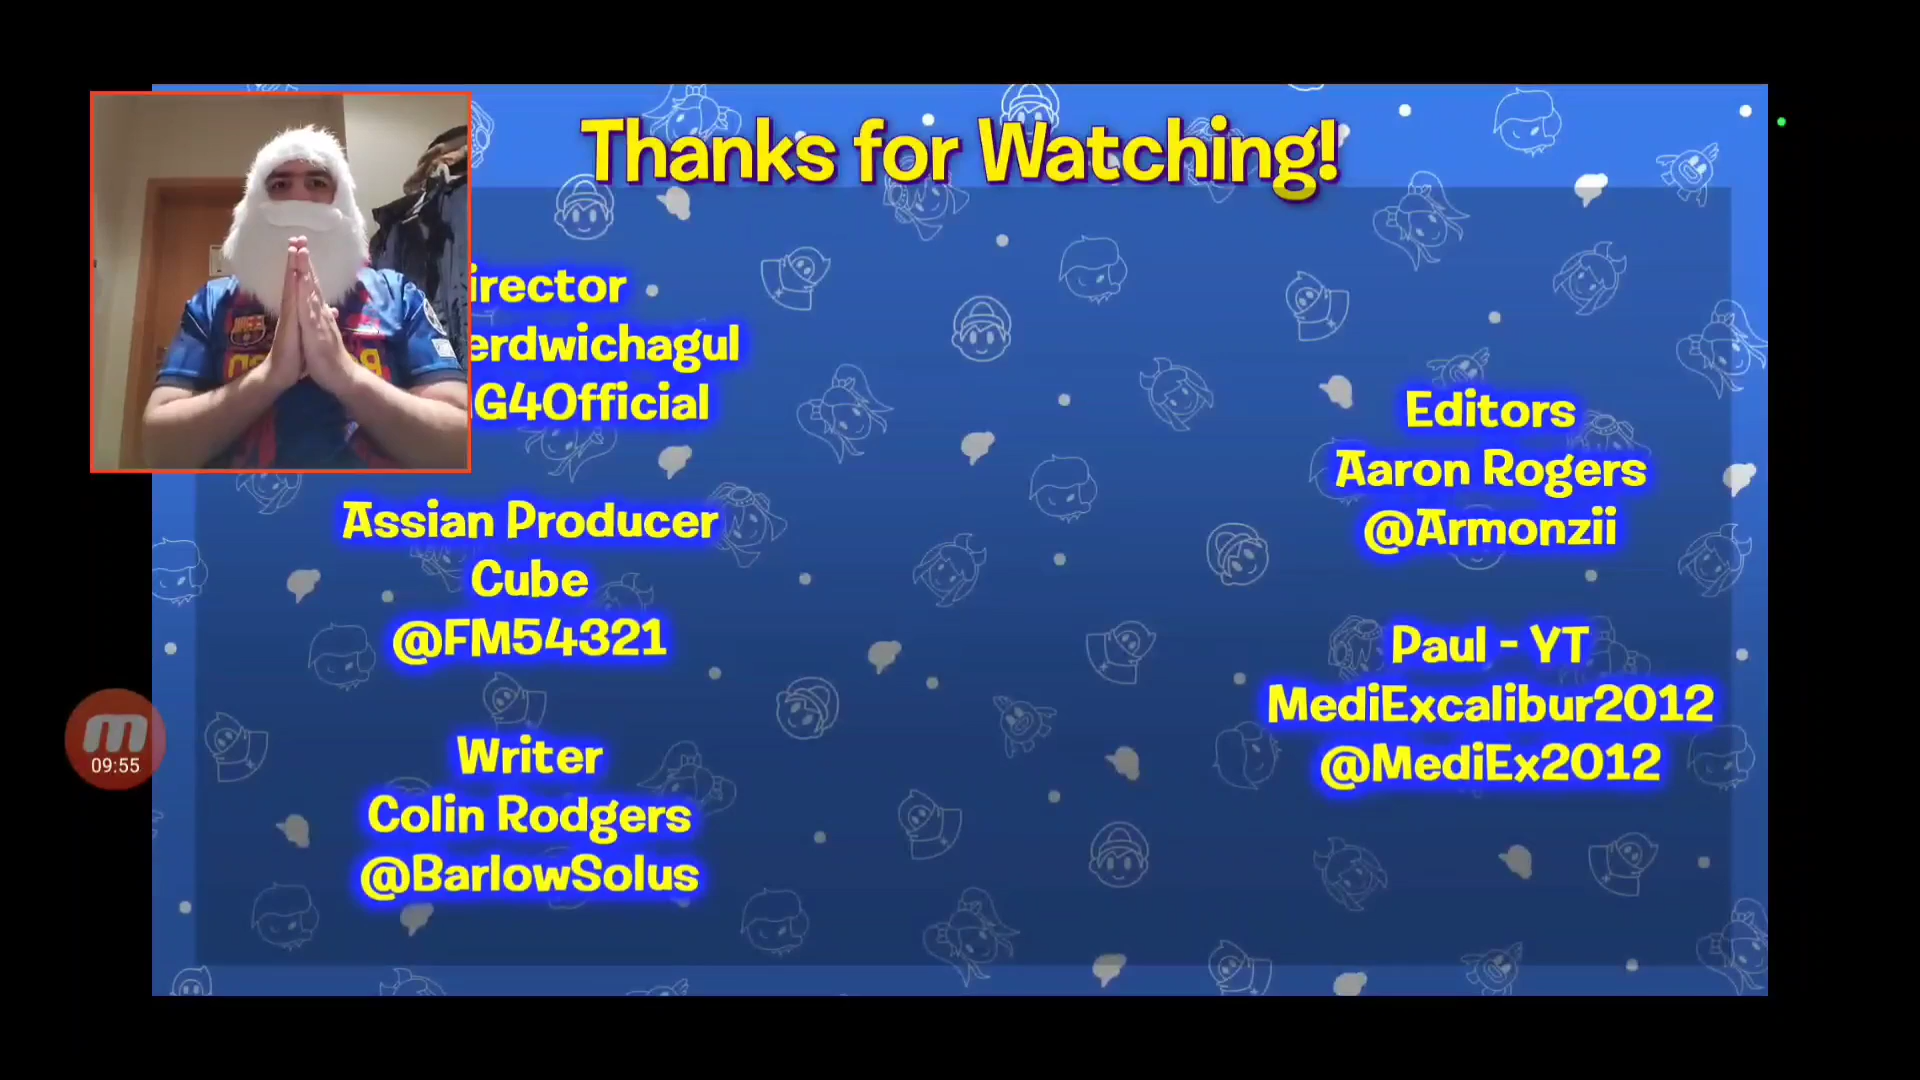 Thanks for Watching!
irector
erdwichagul
G4Official
Assian Producer
Cube
@FM54321
Writer
Colin Rodgers
@BarlowSolus
Editors
Aaron Rogers
@Armonzii
Paul - YT
MediExcalibur2012
@MediEx2012
09:55